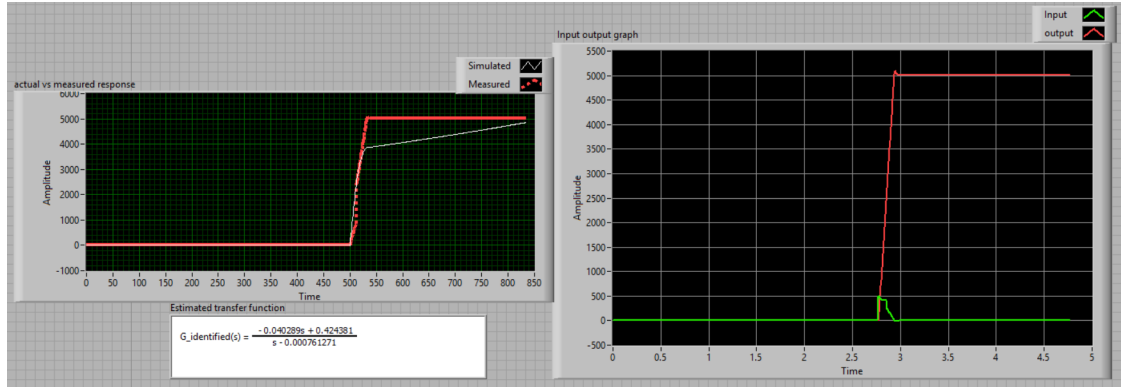 Input
output
Input output graph
Simulated
Measured
actual vs measured response
6000
5000
4000
3000
2000
1000
0
-1000
Amplitude
0 50 100 150 200 250 300 350 400 450 500 550 600 650 700 750 800 850
Time
5500
5000
4500
4000
3500
3000
2500
2000
1500
1000
500
0
-500
Amplitude
0 0.5 1 1.5 2 2.5 3 3.5 4 4.5 5
Time
Estimated transfer function
G_identified(s) = - 0.040289s + 0.424381
s - 0.000761271